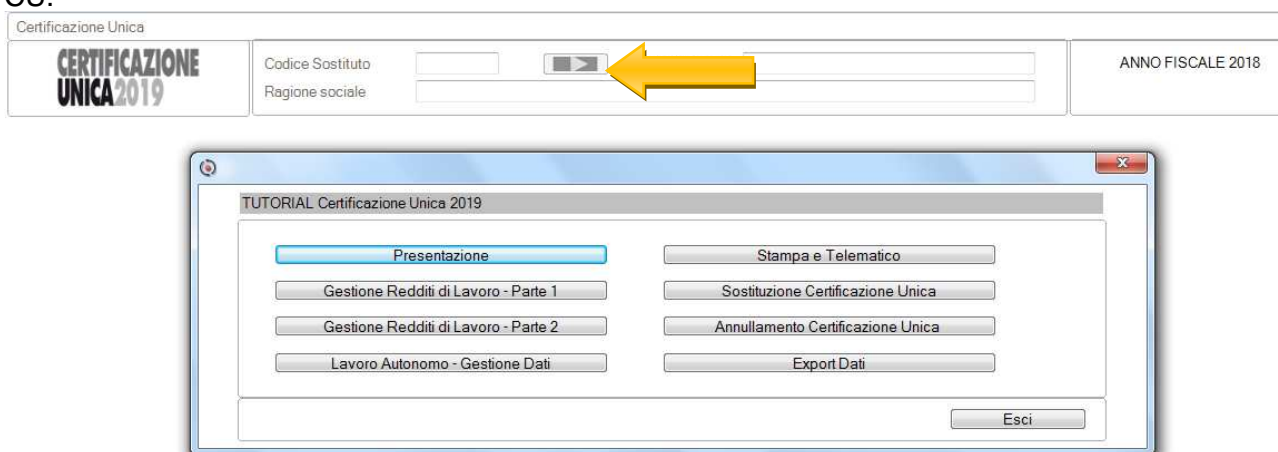 CU.
Certificazione Unica
CERTIFICAZIONE
UNICA2019
Codice Sostituto
Ragione sociale
ANNO FISCALE 2018
TUTORIAL Certificazione Unica 2019
Presentazione
Stampa e Telematico
Gestione Redditi di Lavoro - Parte 1
Sostituzione Certificazione Unica
Gestione Redditi di Lavoro - Parte 2
Annullamento Certificazione Unica
Lavoro Autonomo - Gestione Dati
Export Dati
Esci